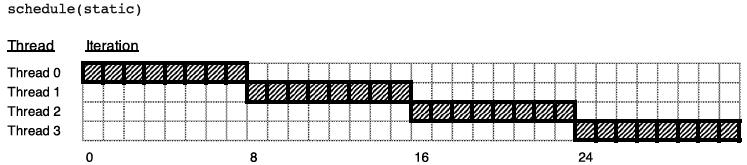 schedule(static)
Thread Iteration
Thread 0
Thread 1
Thread 2
Thread 3
0 8 16 24